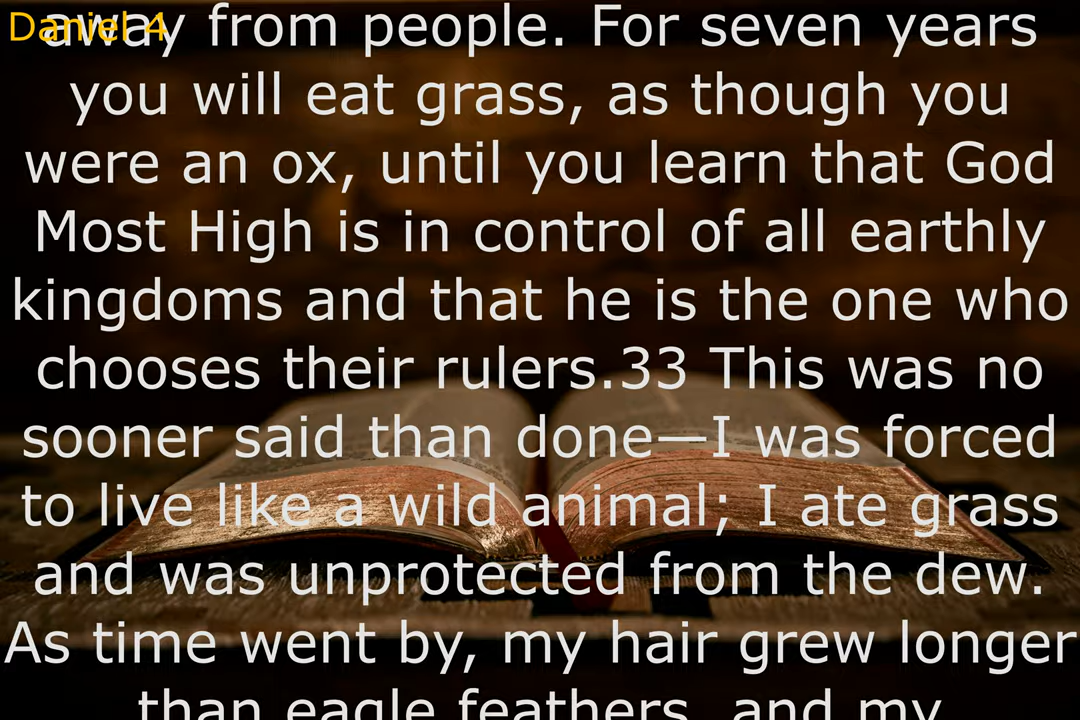 Daniel 4
away from people. For seven years
you will eat grass, as though you
were an ox, until you learn that God
Most High is in control of all earthly
kingdoms and that he is the one who
chooses their rulers.33 This was no
sooner said than done—I was forced
to live like a wild animal; I ate grass
and was unprotected from the dew.
As time went by, my hair grew longer
than eagle feathers, and my